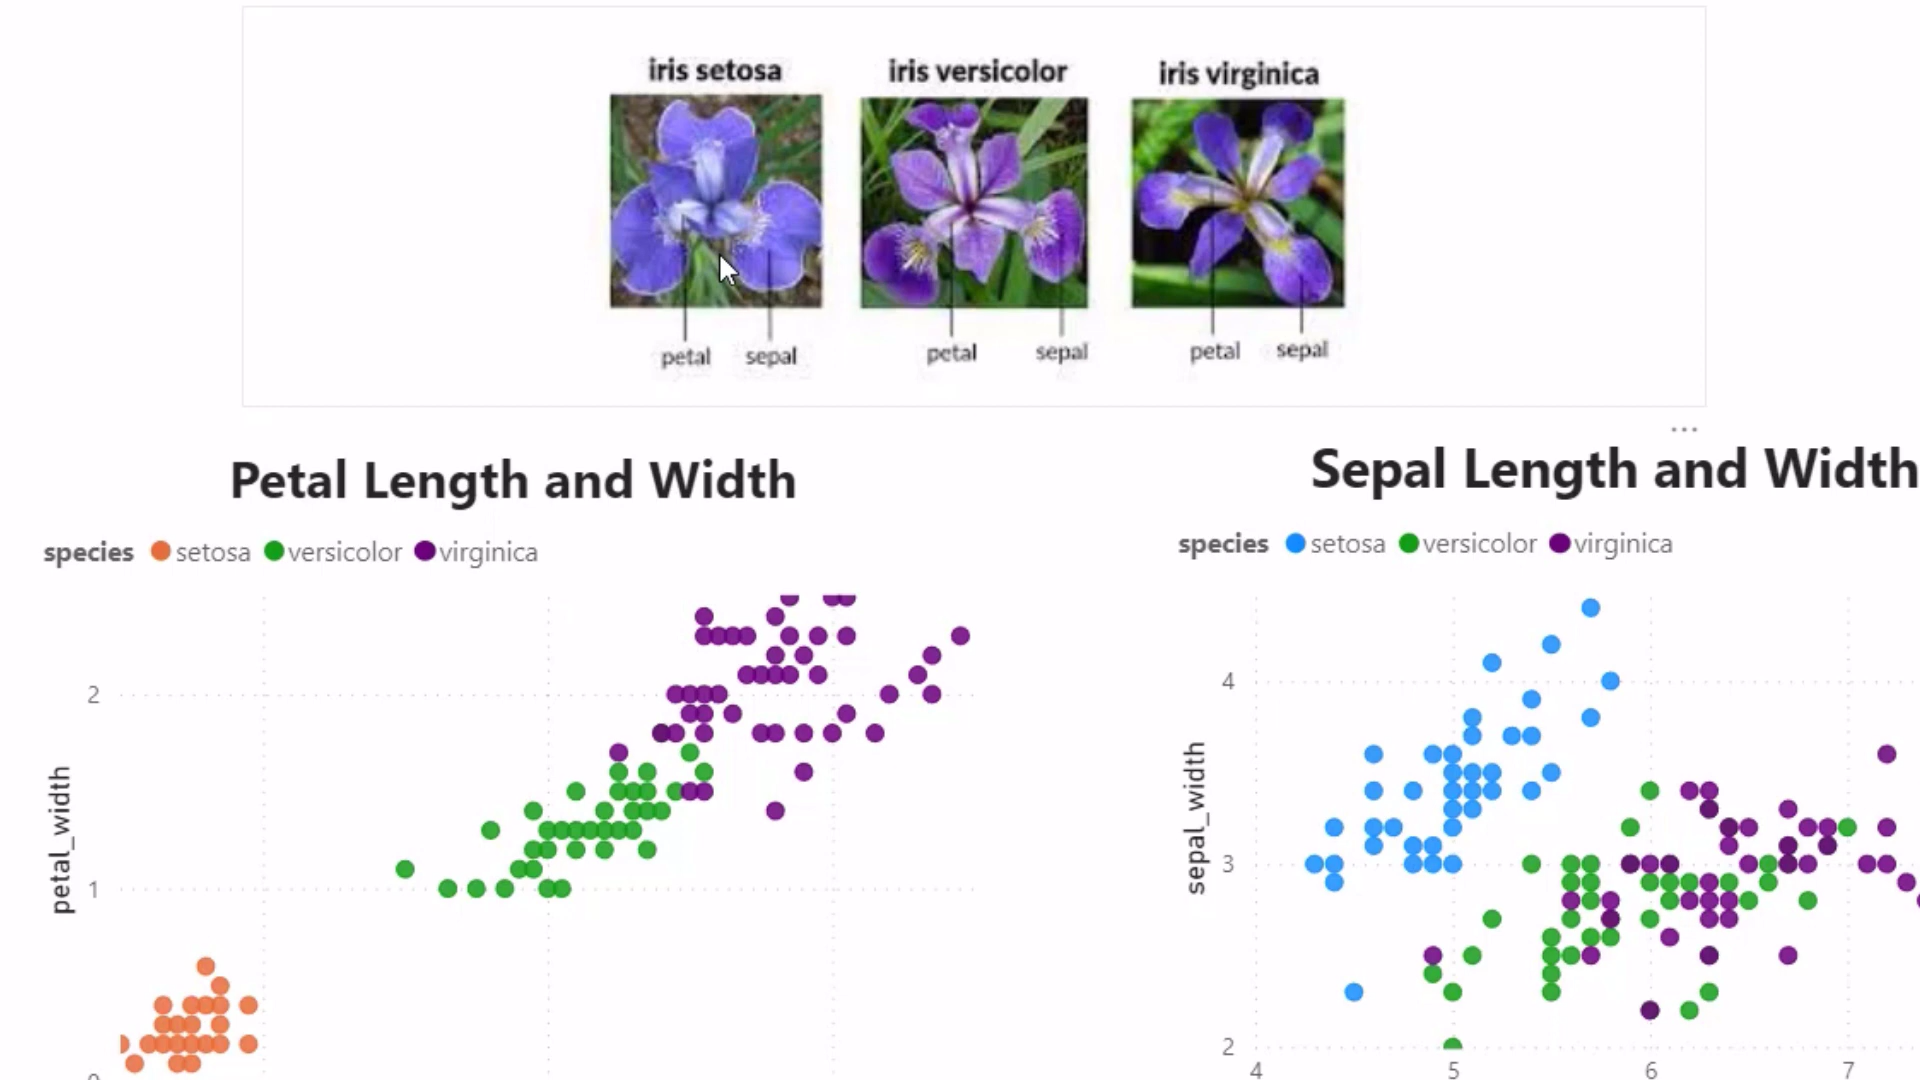 iris setosa
iris versicolor
iris virginica
petal
sepal
petal
sepal
petal
sepal
...
Petal Length and Width
species setosa versicolor virginica
petal_width
2
1
0
Sepal Length and Width
species setosa versicolor virginica
sepal_width
4
3
2
4 5 6 7